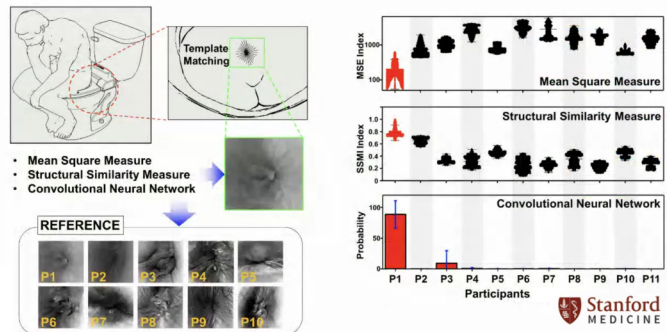 Template
Matching
• Mean Square Measure
• Structural Similarity Measure
• Convolutional Neural Network
REFERENCE
P1 P2 P3 P4 P5
P6 P7 P8 P9 P10
MSE Index
1000
100
Mean Square Measure
SSMI Index
1.0
0.8
0.6
0.4
0.2
0.0
Structural Similarity Measure
Probability
100
50
0
Convolutional Neural Network
P1 P2 P3 P4 P5 P6 P7 P8 P9 P10 P11
Participants
Stanford
MEDICINE